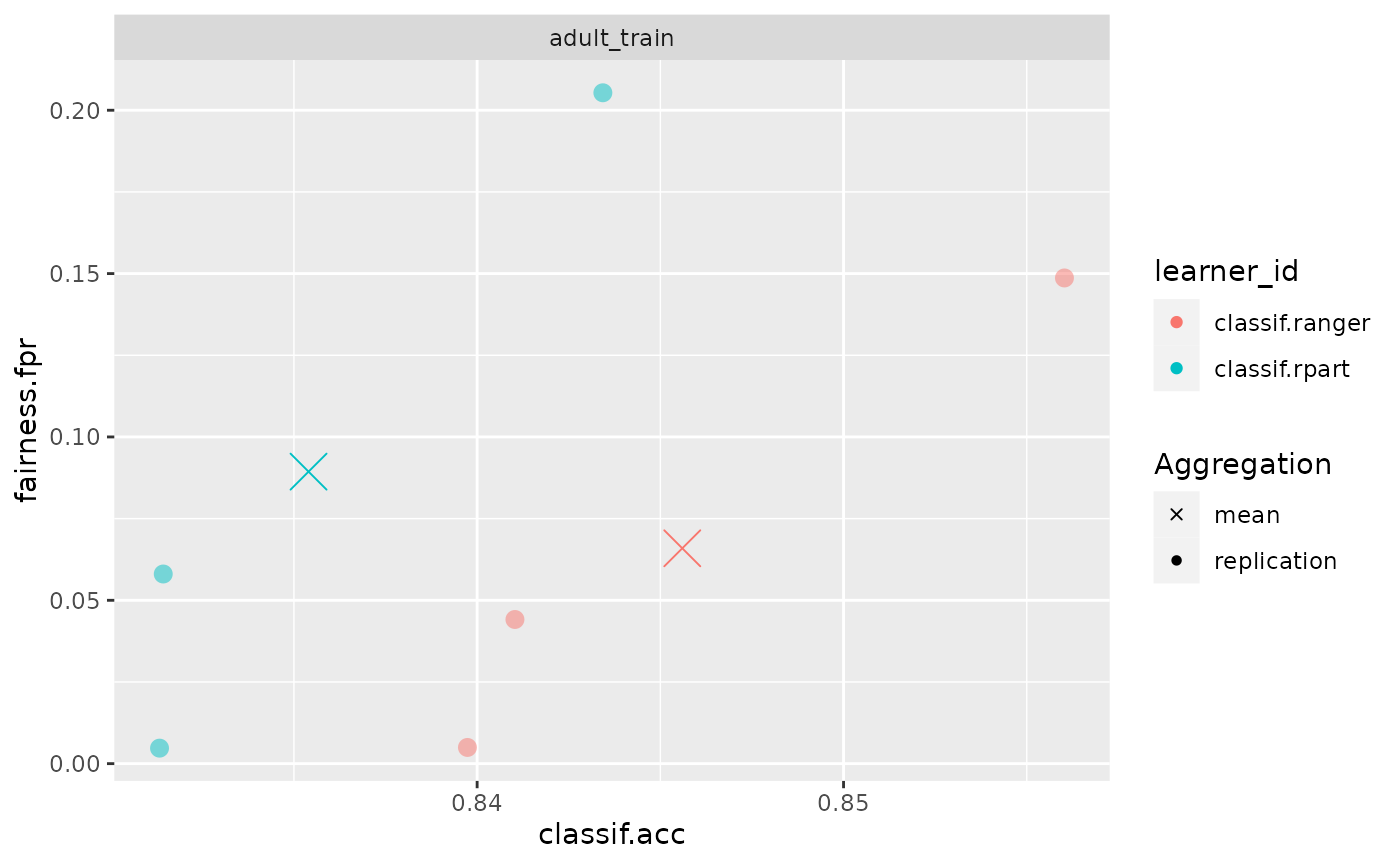 adult_train
0.20
0.15
0.10
0.05
0.00
fairness.fpr
0.84
0.85
classif.acc
learner_id
classif.ranger
classif.rpart
Aggregation
mean
replication